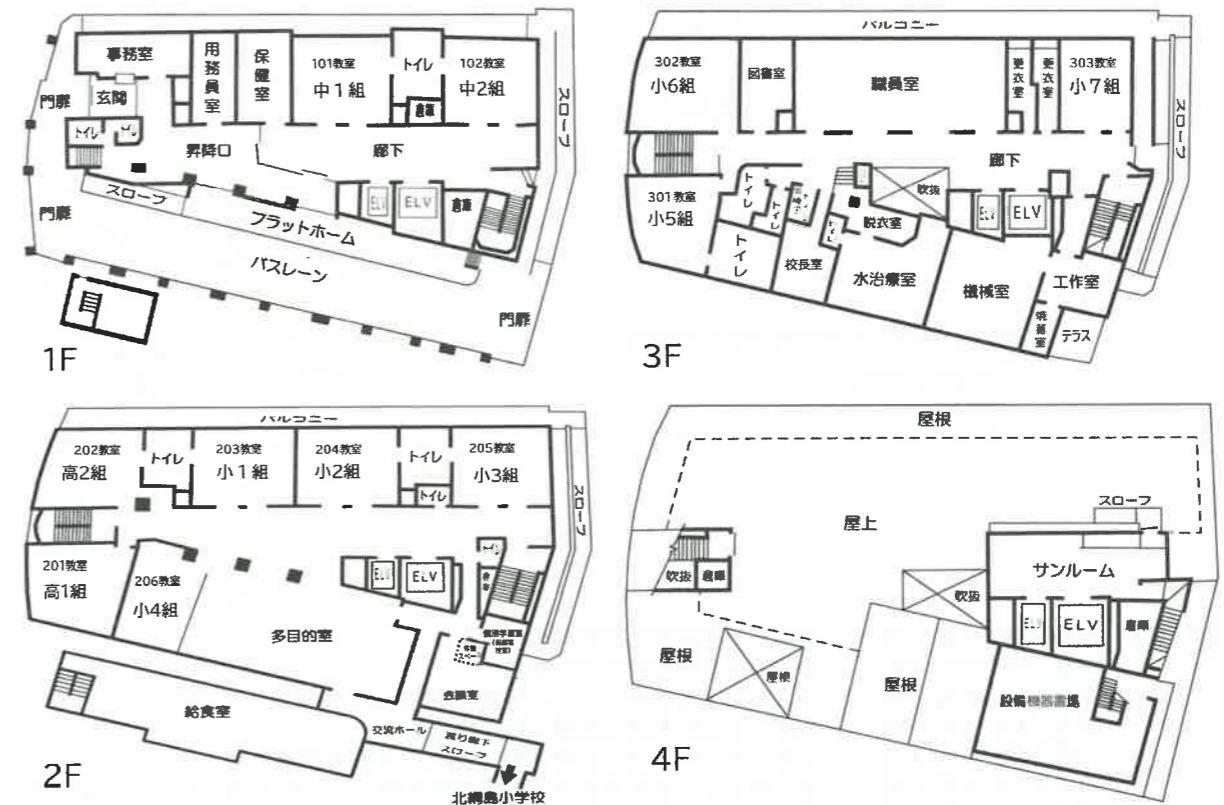 事務室
用務員室
保健室
101教室
中1組
トイレ
102教室
中2組
倉庫
門扉
玄関
トイレ
トイレ
昇降口
廊下
スロープ
スロープ
ELV
ELV
倉庫
門扉
フラットホーム
バスレーン
門扉
1F
バルコニー
302教室
小6組
図書室
職員室
更衣室
更衣室
303教室
小7組
スロープ
廊下
301教室
小5組
トイレ
トイレ
トイレ
トイレ
吹抜
脱衣室
ELV
ELV
校長室
水治療室
機械室
工作室
テラス
3F
バルコニー
202教室
高2組
トイレ
203教室
小1組
204教室
小2組
トイレ
トイレ
205教室
小3組
スロープ
201教室
高1組
206教室
小4組
ELV
ELV
トイレ
倉庫
多目的室
会議室
給食室
交流ホール
渡り廊下
スロープ
北綱島小学校
2F
屋根
スロープ
屋上
吹抜
倉庫
サンルーム
吹抜
ELV
ELV
倉庫
屋根
屋根
屋根
設備機器置場
4F